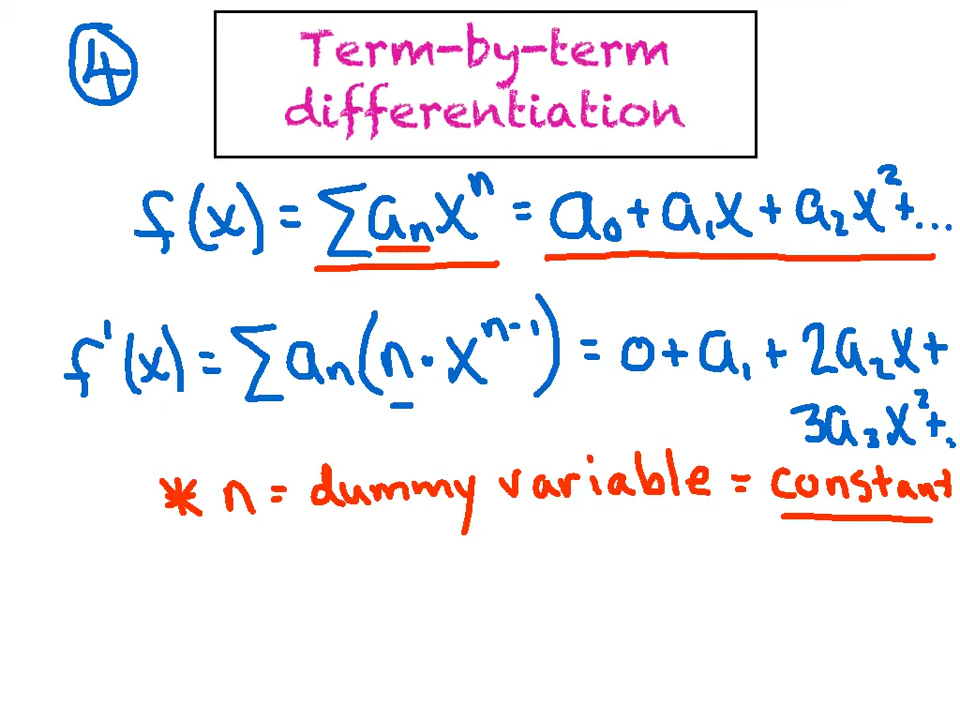 4
Term-by-term
differentiation
f(x) = ∑aₙxⁿ = a₀ + a₁x + a₂x² + ...
f'(x) = ∑aₙ(n·xⁿ⁻¹) = 0 + a₁ + 2a₂x +
3a₃x² + ..
* n = dummy variable = constant